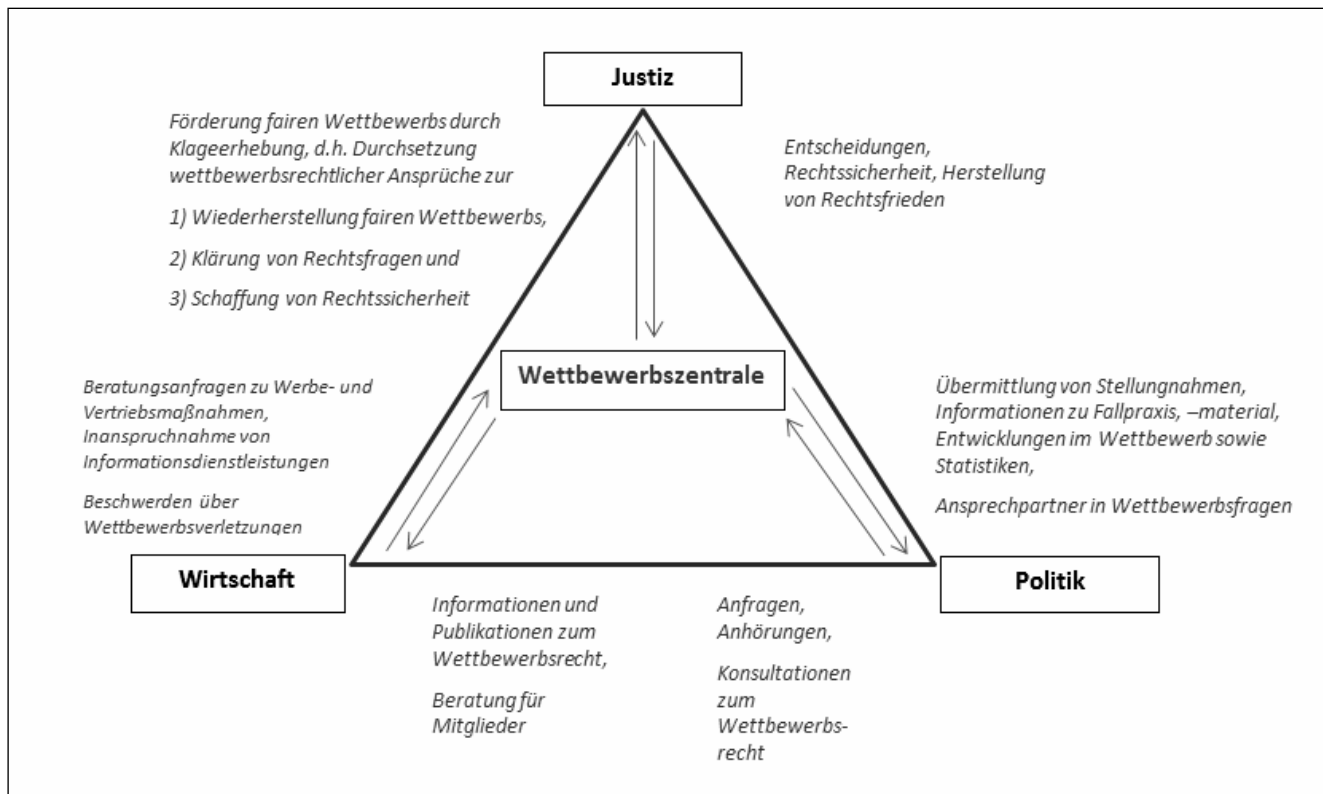 Justiz
Förderung fairen Wettbewerbs durch
Klageerhebung, d.h. Durchsetzung
wettbewerbsrechtlicher Ansprüche zur
1) Wiederherstellung fairen Wettbewerbs,
2) Klärung von Rechtsfragen und
3) Schaffung von Rechtssicherheit
Entscheidungen,
Rechtssicherheit, Herstellung
von Rechtsfrieden
Wettbewerbszentrale
Beratungsanfragen zu Werbe- und
Vertriebsmaßnahmen,
Inanspruchnahme von
Informationsdienstleistungen
Beschwerden über
Wettbewerbsverletzungen
Übermittlung von Stellungnahmen,
Informationen zu Fallpraxis, –material,
Entwicklungen im Wettbewerb sowie
Statistiken,
Ansprechpartner in Wettbewerbsfragen
Wirtschaft
Politik
Informationen und
Publikationen zum
Wettbewerbsrecht,
Beratung für
Mitglieder
Anfragen,
Anhörungen,
Konsultationen
zum
Wettbewerbs-
recht